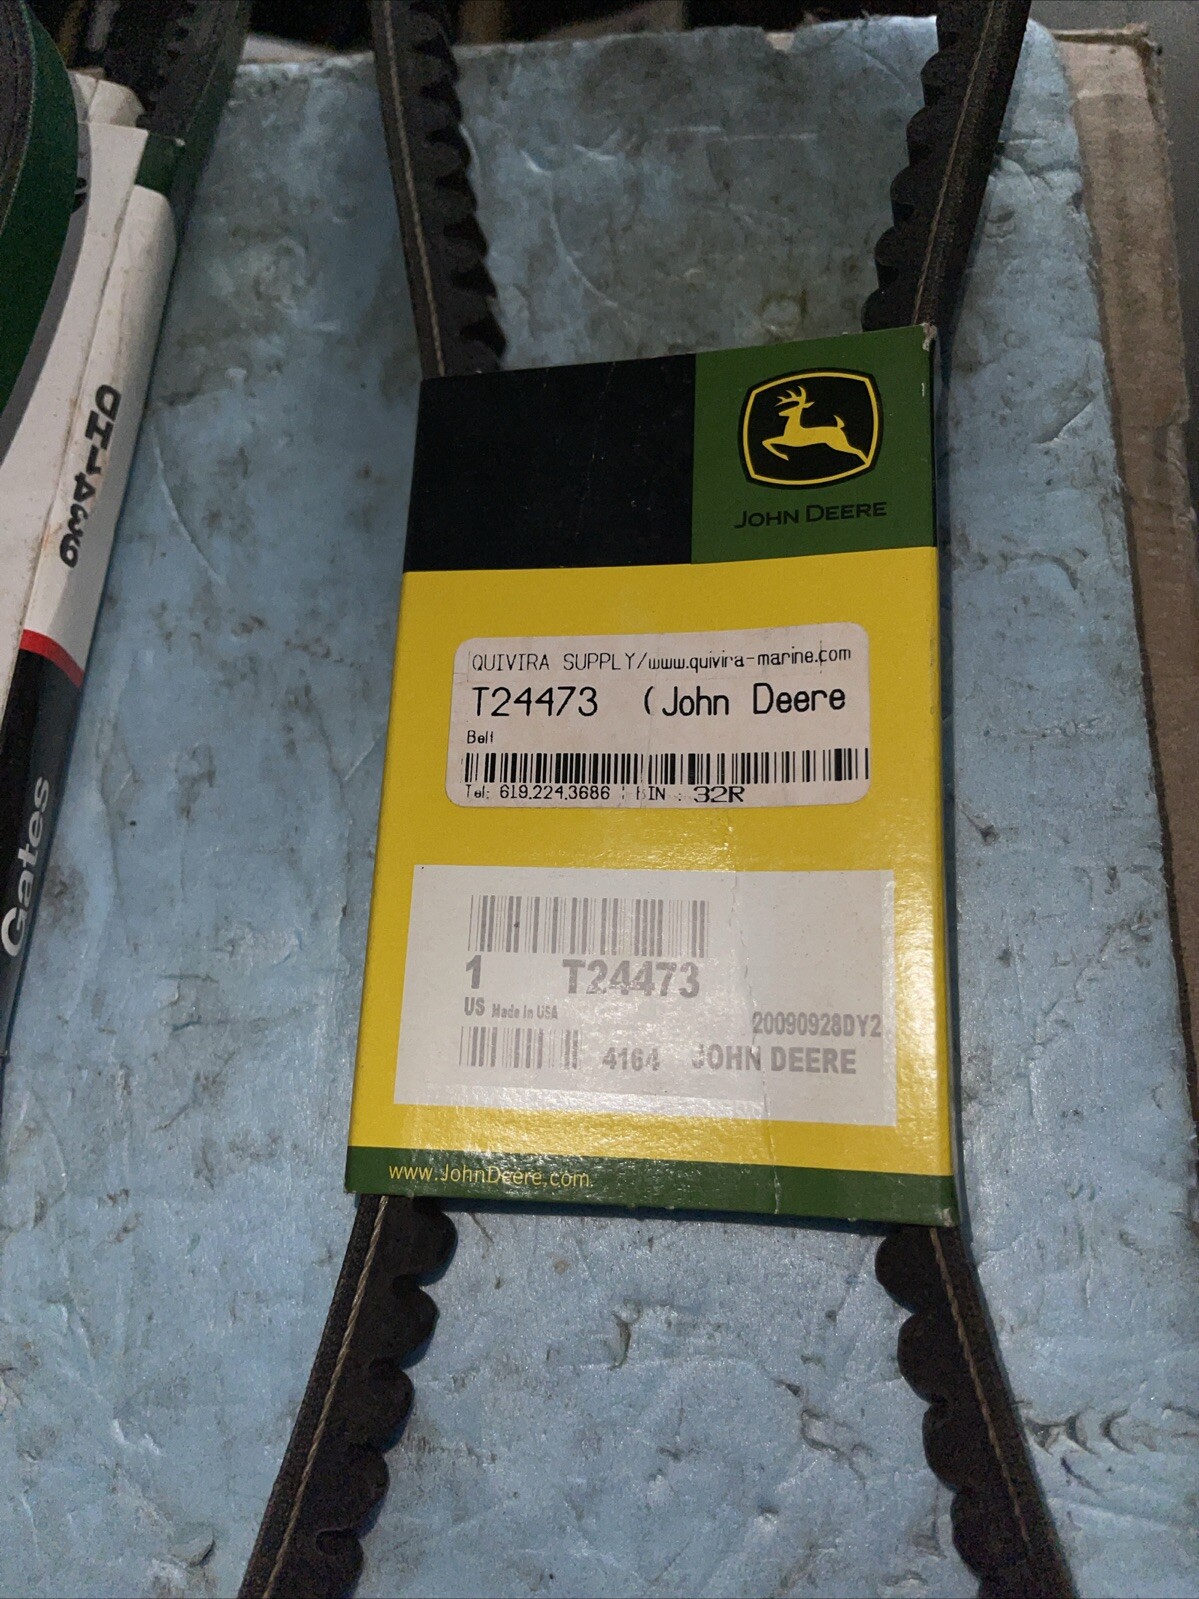 JOHN DEERE
QUIVIRA SUPPLY/www.quivira-marine.com
T24473 (John Deere
Belt
Tel: 619.224.3686 BIN : 32R
1 T24473
US Made In USA
20090928DY2
4164 JOHN DEERE
www.JohnDeere.com
Gates